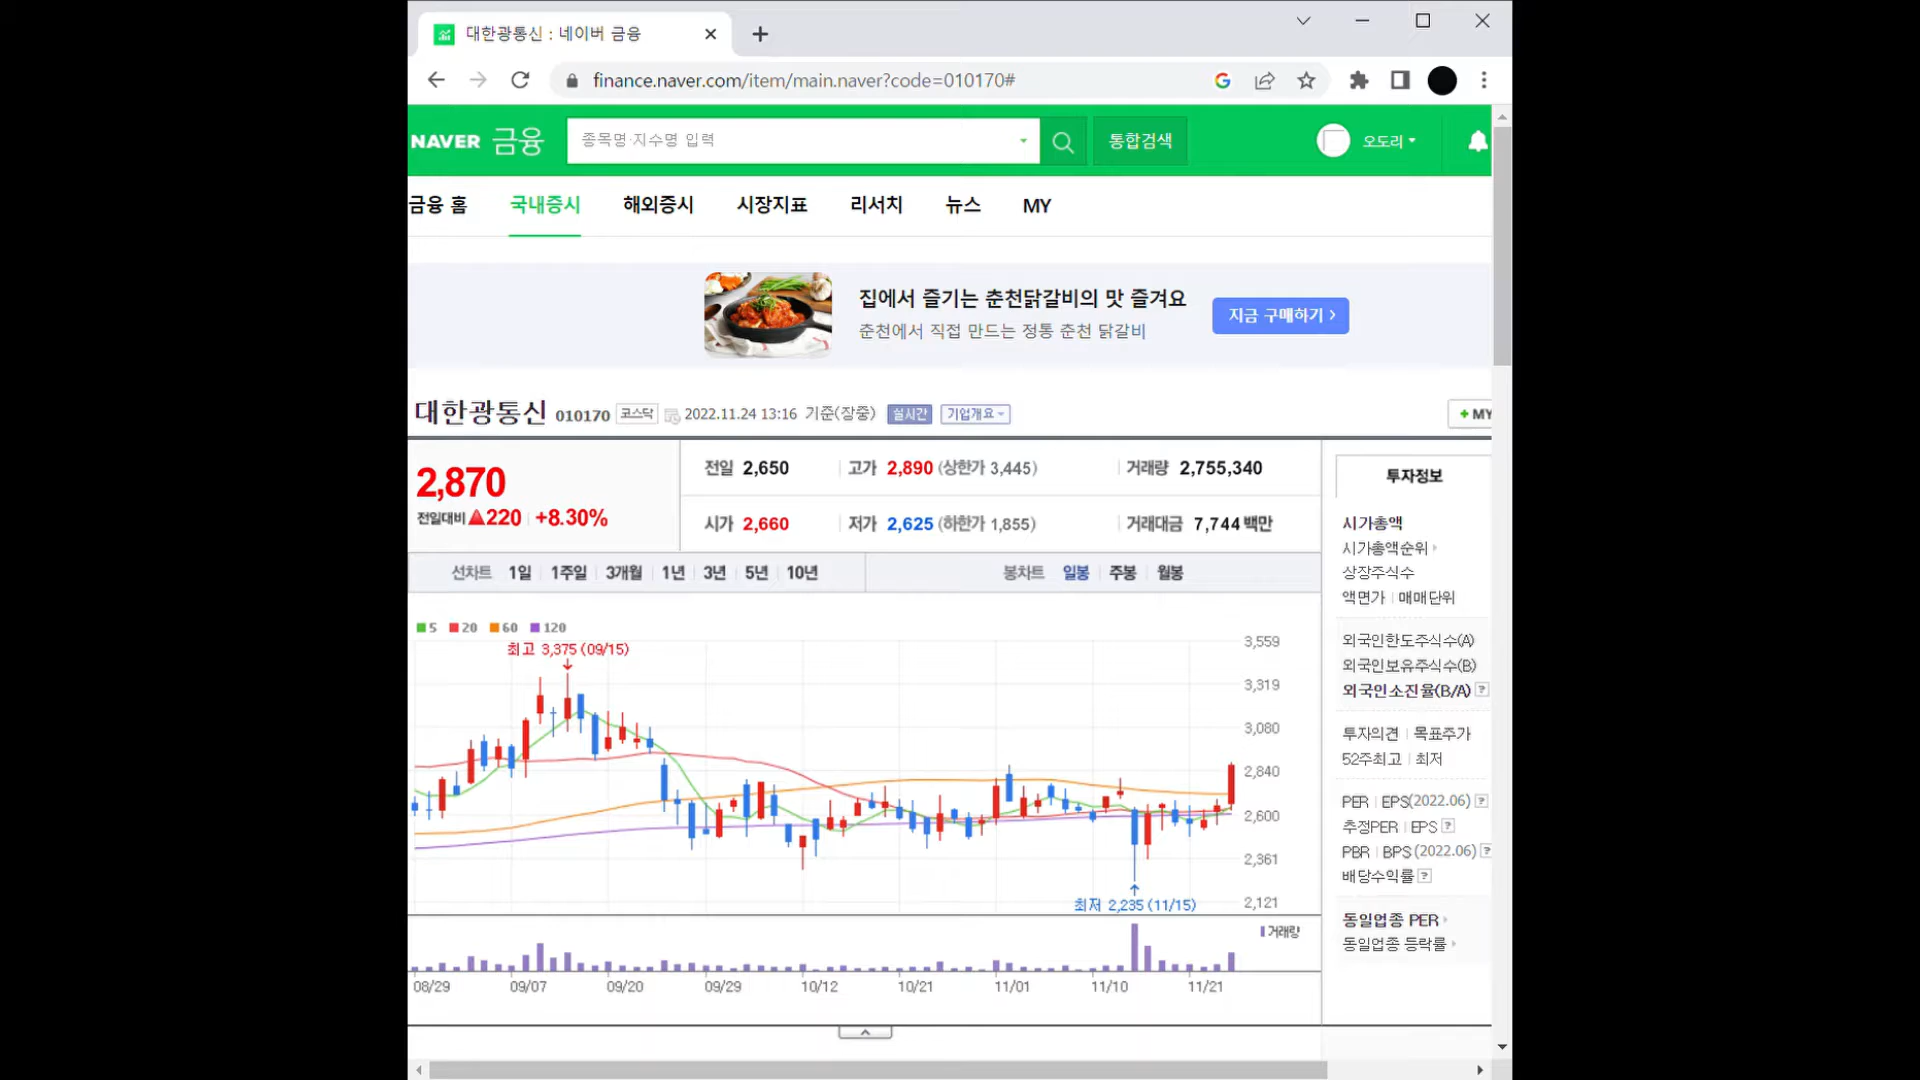 대한광통신 : 네이버 금융
finance.naver.com/item/main.naver?code=010170#
NAVER 금융
종목명·지수명 입력
통합검색
오도리
금융 홈 국내증시 해외증시 시장지표 리서치 뉴스 MY
집에서 즐기는 춘천닭갈비의 맛 즐겨요
춘천에서 직접 만드는 정통 춘천 닭갈비
지금 구매하기 >
대한광통신 010170 코스닥 2022.11.24 13:16 기준(장중) 실시간 기업개요
+ MY
2,870
전일대비 ▲220 +8.30%
전일 2,650 고가 2,890 (상한가 3,445) 거래량 2,755,340
시가 2,660 저가 2,625 (하한가 1,855) 거래대금 7,744 백만
선차트 1일 1주일 3개월 1년 3년 5년 10년
봉차트 일봉 주봉 월봉
5 20 60 120
최고 3,375 (09/15)
3,559
3,319
3,080
2,840
2,600
2,361
2,121
최저 2,235 (11/15)
거래량
08/29 09/07 09/20 09/29 10/12 10/21 11/01 11/10 11/21
투자정보
시가총액
시가총액순위
상장주식수
액면가 | 매매단위
외국인한도주식수(A)
외국인보유주식수(B)
외국인소진율(B/A) ?
투자의견 | 목표주가
52주최고 | 최저
PER | EPS(2022.06) ?
추정PER | EPS ?
PBR | BPS(2022.06) ?
배당수익률 ?
동일업종 PER
동일업종 등락률